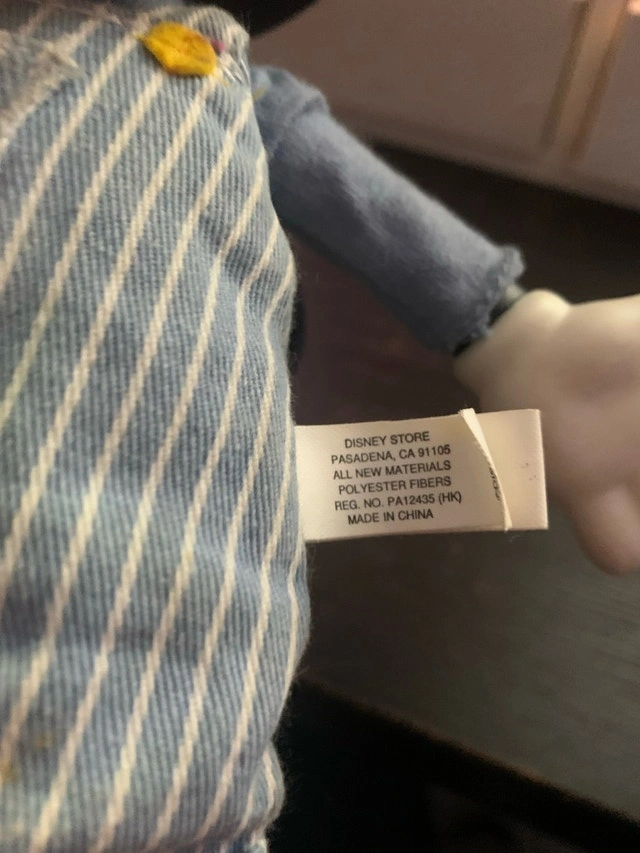 DISNEY STORE
PASADENA, CA 91105
ALL NEW MATERIALS
POLYESTER FIBERS
REG. NO. PA12435 (HK)
MADE IN CHINA